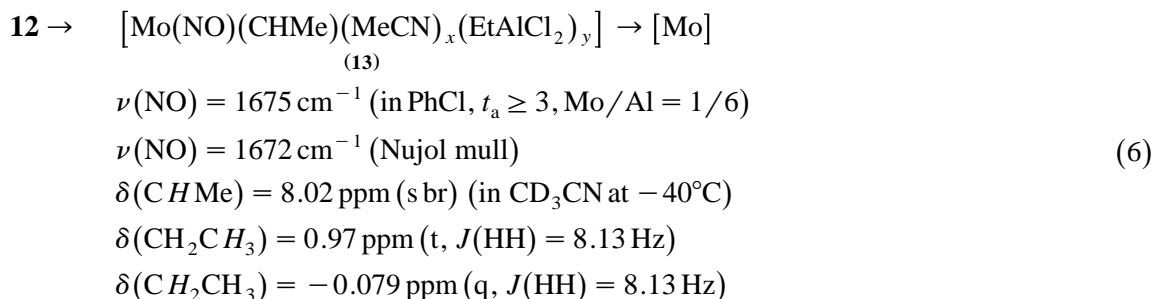 12 → [Mo(NO)(CHMe)(MeCN)x(EtAlCl2)y] → [Mo]
(13)
ν(NO) = 1675 cm−1 (in PhCl, ta ≥ 3, Mo/Al = 1/6)
ν(NO) = 1672 cm−1 (Nujol mull)
(6)
δ(CHMe) = 8.02 ppm (s br) (in CD3CN at −40°C)
δ(CH2CH3) = 0.97 ppm (t, J(HH) = 8.13 Hz)
δ(CH2CH3) = −0.079 ppm (q, J(HH) = 8.13 Hz)